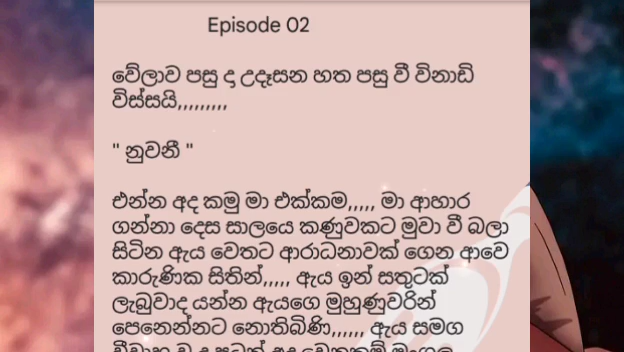 Episode 02
වේලාව පසු දා උදෑසන හත පසු වී විනාඩි
විස්සයි,,,,,,,,,
" නුවනී "
එන්න අද කමු මා එක්කම,,,,, මා ආහාර
ගන්නා දෙස සාලයෙ කණුවකට මුවා වී බලා
සිටින ඇය වෙතට ආරාධනාවක් ගෙන ආවෙ
කාරුණික සිතින්,,,,, ඇය ඉන් සතුටක්
ලැබුවාද යන්න ඇයගෙ මුහුණුවරින්
පෙනෙන්නට නොතිබිණි,,,,,, ඇය සමග